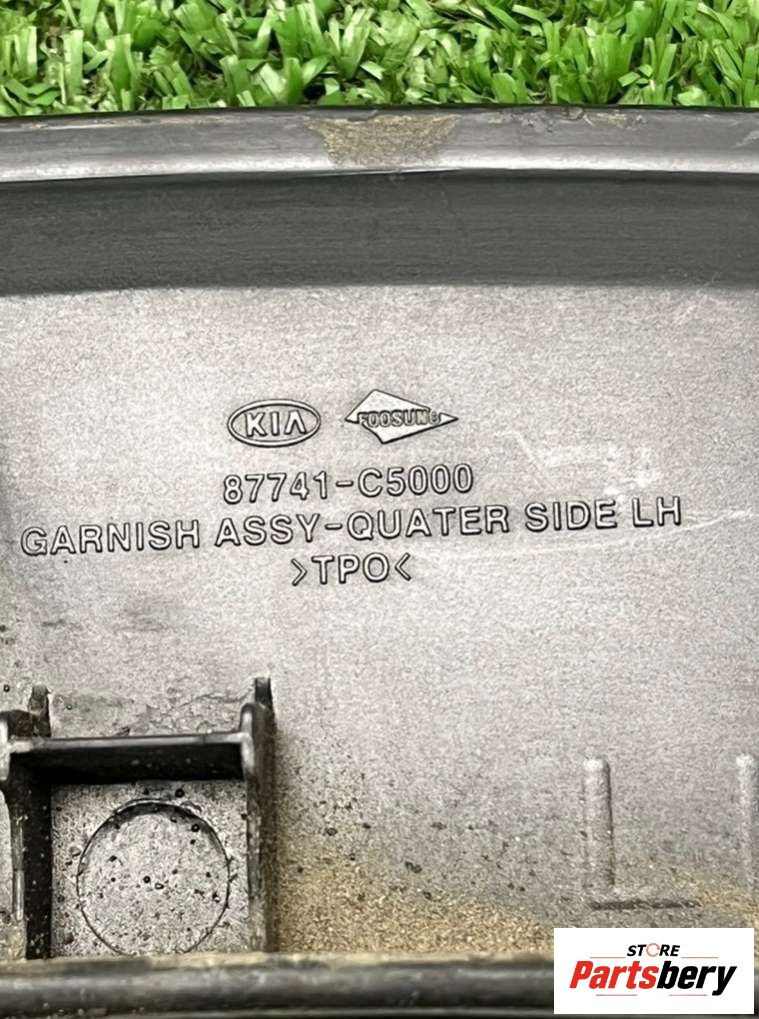 KIA FOOSUNG
87741-C5000
GARNISH ASSY-QUATER SIDE LH
>TPO<
STORE
Partsbery